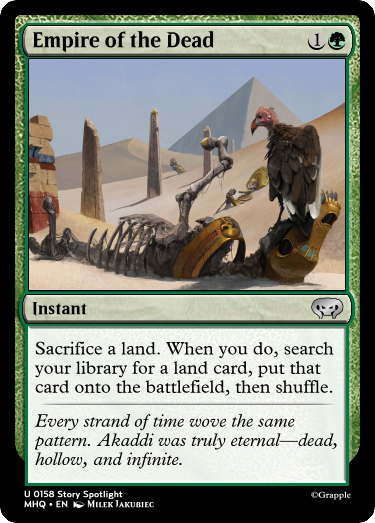 Empire of the Dead 1
Instant
Sacrifice a land. When you do, search
your library for a land card, put that
card onto the battlefield, then shuffle.
Every strand of time wove the same
pattern. Akaddi was truly eternal—dead,
hollow, and infinite.
U 0158 Story Spotlight
MHQ • EN Milek Jakubiec
©Grapple